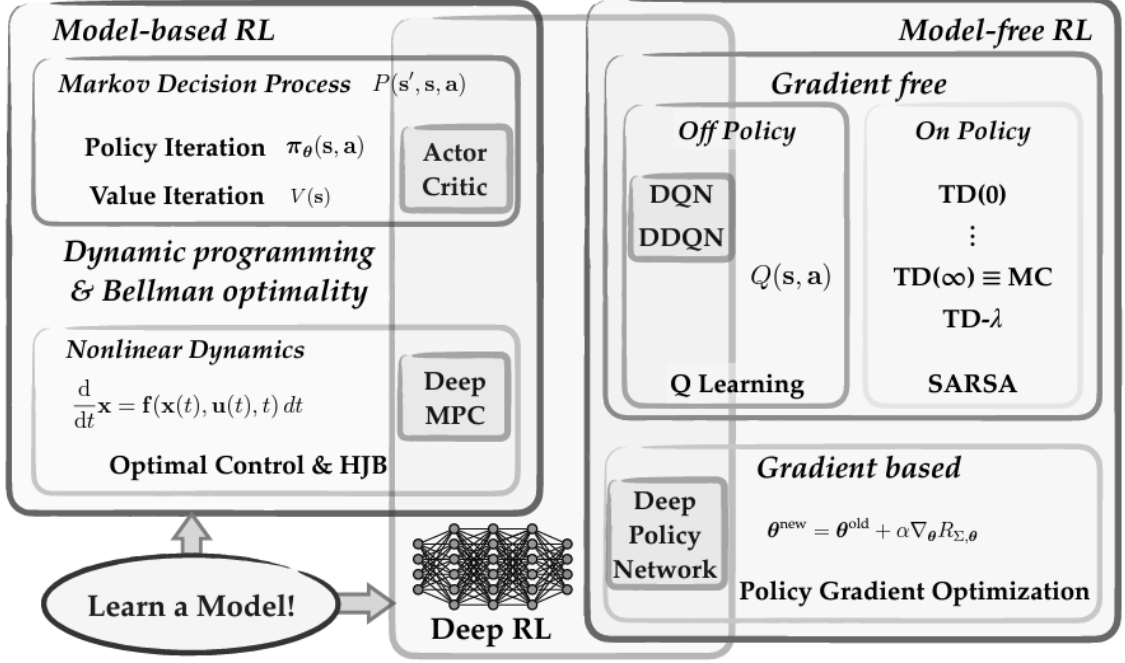 Model-based RL
Markov Decision Process P(s′, s, a)
Policy Iteration π_θ(s, a)
Value Iteration V(s)
Actor
Critic
Dynamic programming
& Bellman optimality
Nonlinear Dynamics
d/dt x = f(x(t), u(t), t) dt
Deep
MPC
Optimal Control & HJB
Learn a Model!
Deep RL
Model-free RL
Gradient free
Off Policy
DQN
DDQN
Q(s, a)
Q Learning
On Policy
TD(0)
⋮
TD(∞) ≡ MC
TD-λ
SARSA
Gradient based
Deep
Policy
Network
θ^new = θ^old + α∇_θ R_Σ,θ
Policy Gradient Optimization